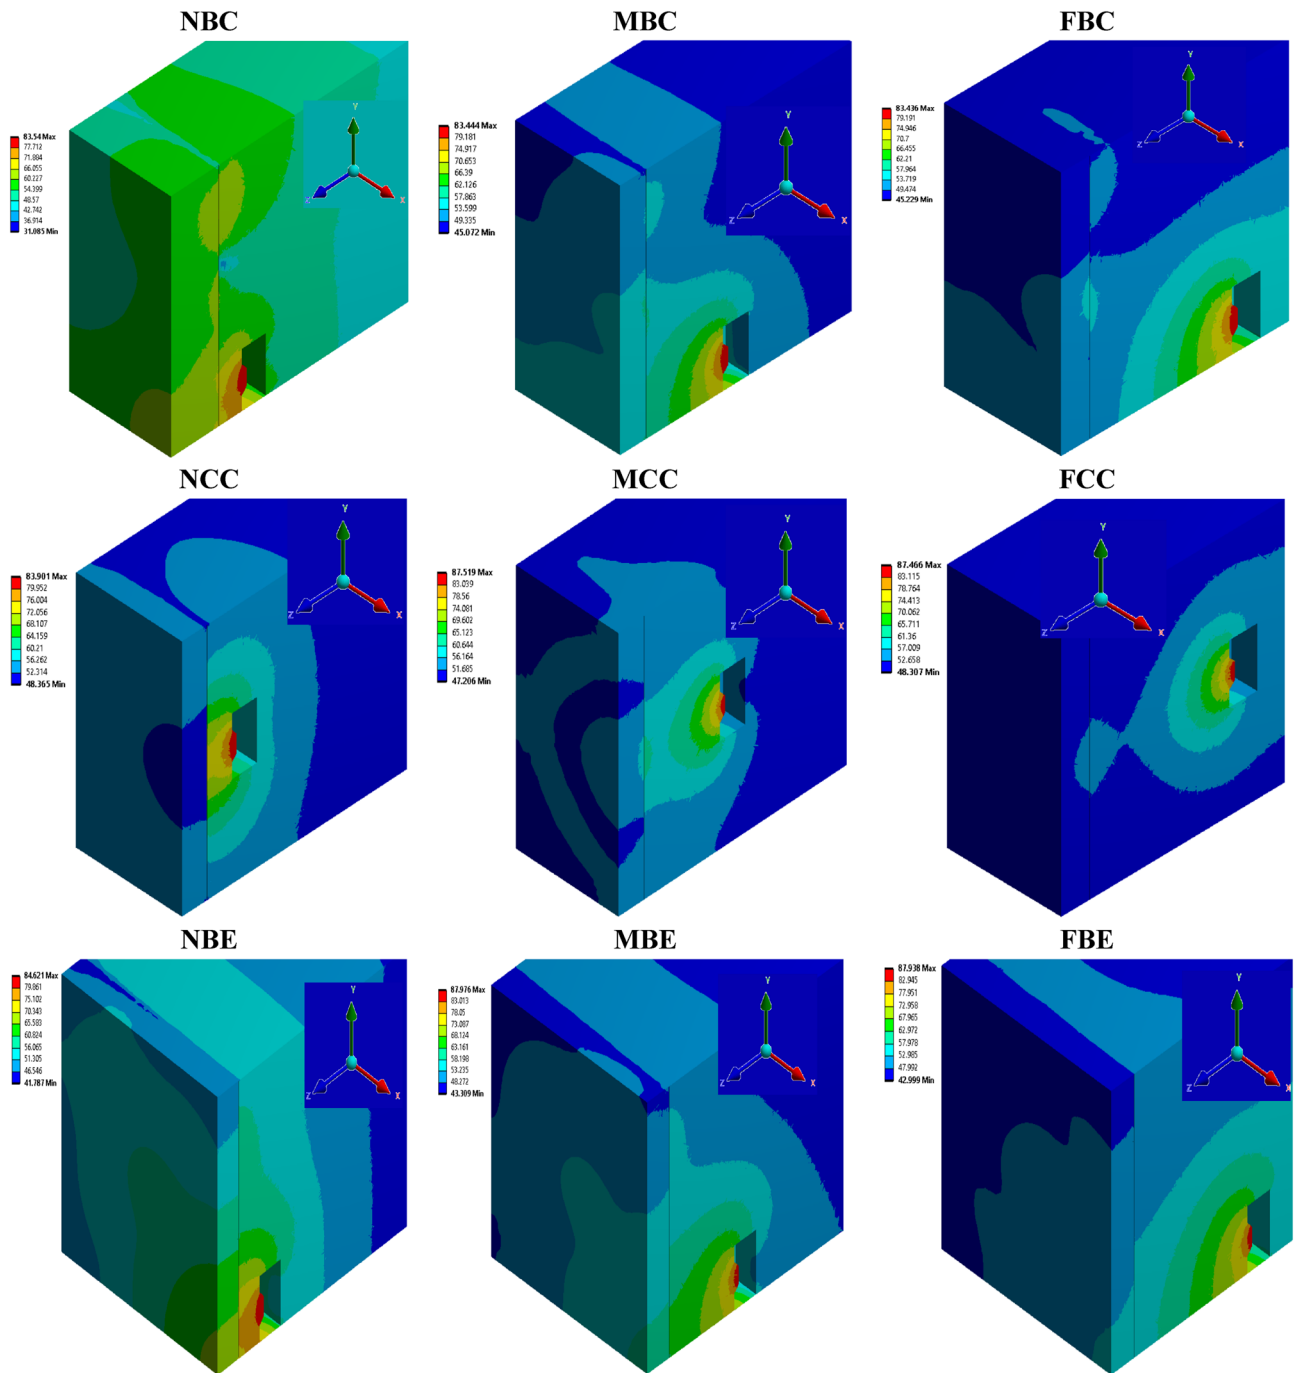 NBC
83.54 Max
77.712
71.884
66.055
60.227
54.399
48.57
42.742
36.914
31.085 Min
Y
Z
X
MBC
83.444 Max
79.181
74.917
70.653
66.39
62.126
57.863
53.599
49.335
45.072 Min
Y
Z
X
FBC
83.436 Max
79.191
74.946
70.7
66.455
62.21
57.964
53.719
49.474
45.229 Min
Y
Z
X
NCC
83.901 Max
79.952
76.004
72.056
68.107
64.159
60.21
56.262
52.314
48.365 Min
Y
Z
X
MCC
87.519 Max
83.039
78.56
74.081
69.602
65.123
60.644
56.164
51.685
47.206 Min
Y
Z
X
FCC
87.466 Max
83.115
78.764
74.413
70.062
65.711
61.36
57.009
52.658
48.307 Min
Y
Z
X
NBE
84.621 Max
79.861
75.102
70.343
65.583
60.824
56.065
51.305
46.546
41.787 Min
Y
Z
X
MBE
87.976 Max
83.013
78.05
73.087
68.124
63.161
58.198
53.235
48.272
43.309 Min
Y
Z
X
FBE
87.938 Max
82.945
77.951
72.958
67.965
62.972
57.978
52.985
47.992
42.999 Min
Y
Z
X